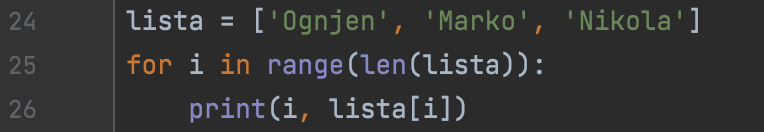 24 lista = ['Ognjen', 'Marko', 'Nikola']
25 for i in range(len(lista)):
26     print(i, lista[i])